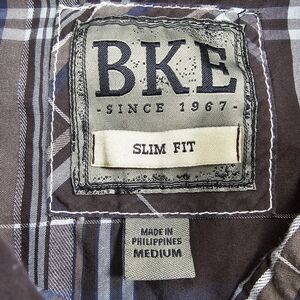 BKE
- SINCE 1967 -
SLIM FIT
MADE IN
PHILIPPINES
MEDIUM